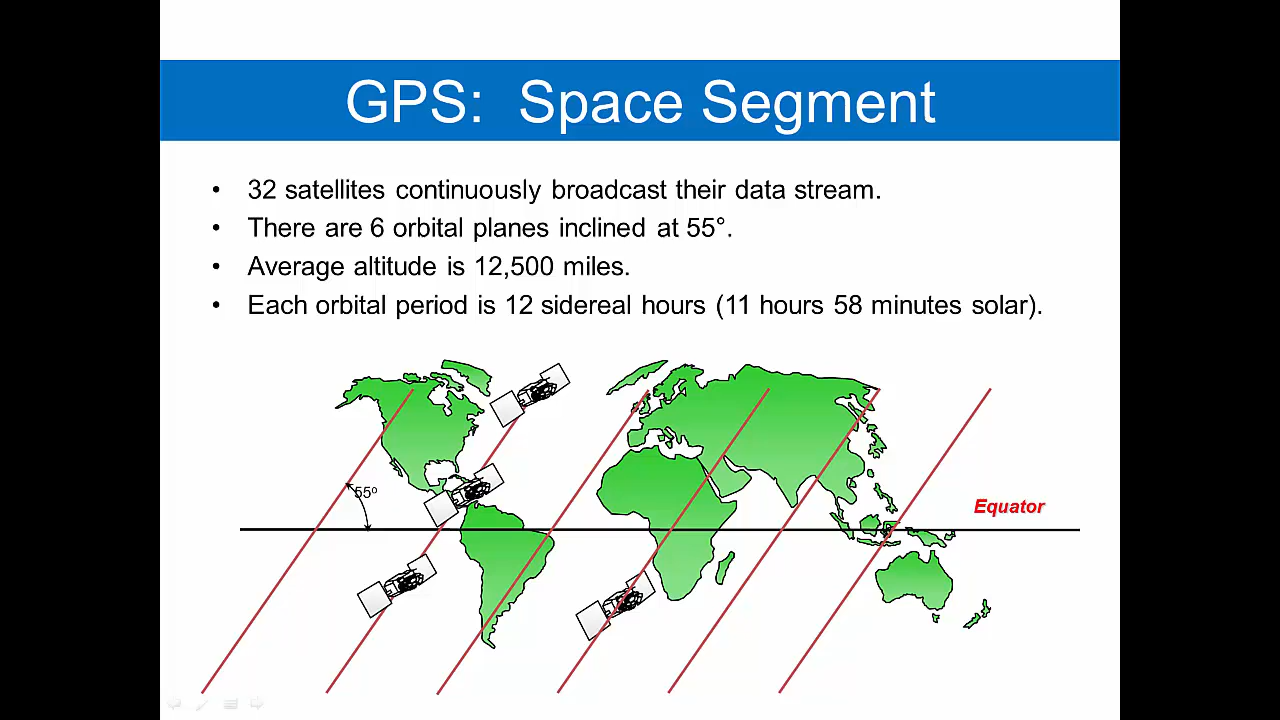 GPS: Space Segment
• 32 satellites continuously broadcast their data stream.
• There are 6 orbital planes inclined at 55°.
• Average altitude is 12,500 miles.
• Each orbital period is 12 sidereal hours (11 hours 58 minutes solar).
55º
Equator